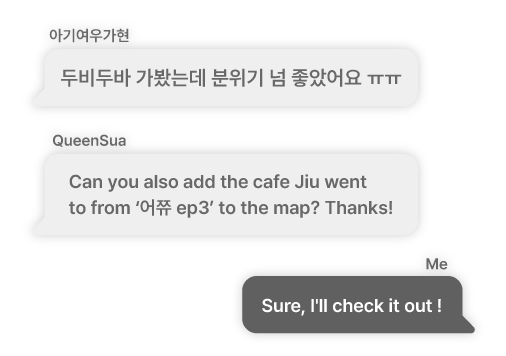 아기여우가현
두비두바 가봤는데 분위기 넘 좋았어요 ㅠㅠ
QueenSua
Can you also add the cafe Jiu went
to from ‘어쮸 ep3’ to the map? Thanks!
Me
Sure, I'll check it out !